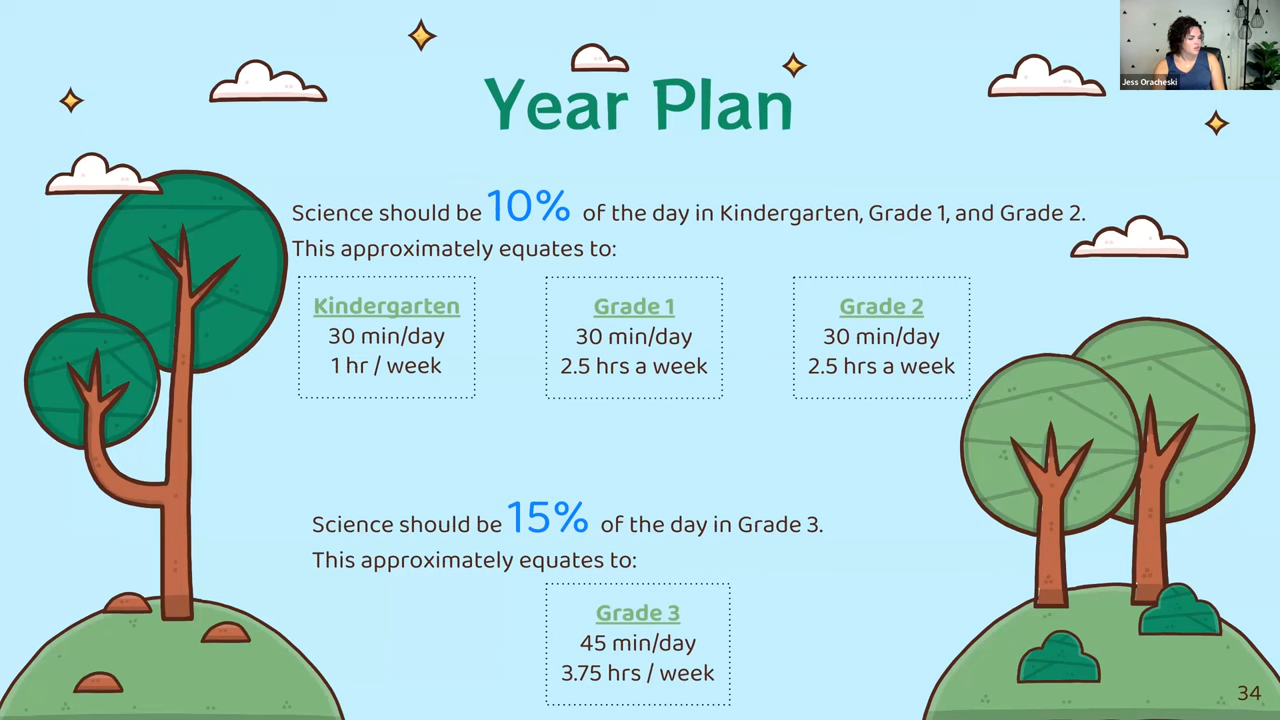 Jess Oracheski
Year Plan
Science should be 10% of the day in Kindergarten, Grade 1, and Grade 2.
This approximately equates to:
Kindergarten
30 min/day
1 hr / week
Grade 1
30 min/day
2.5 hrs a week
Grade 2
30 min/day
2.5 hrs a week
Science should be 15% of the day in Grade 3.
This approximately equates to:
Grade 3
45 min/day
3.75 hrs / week
34